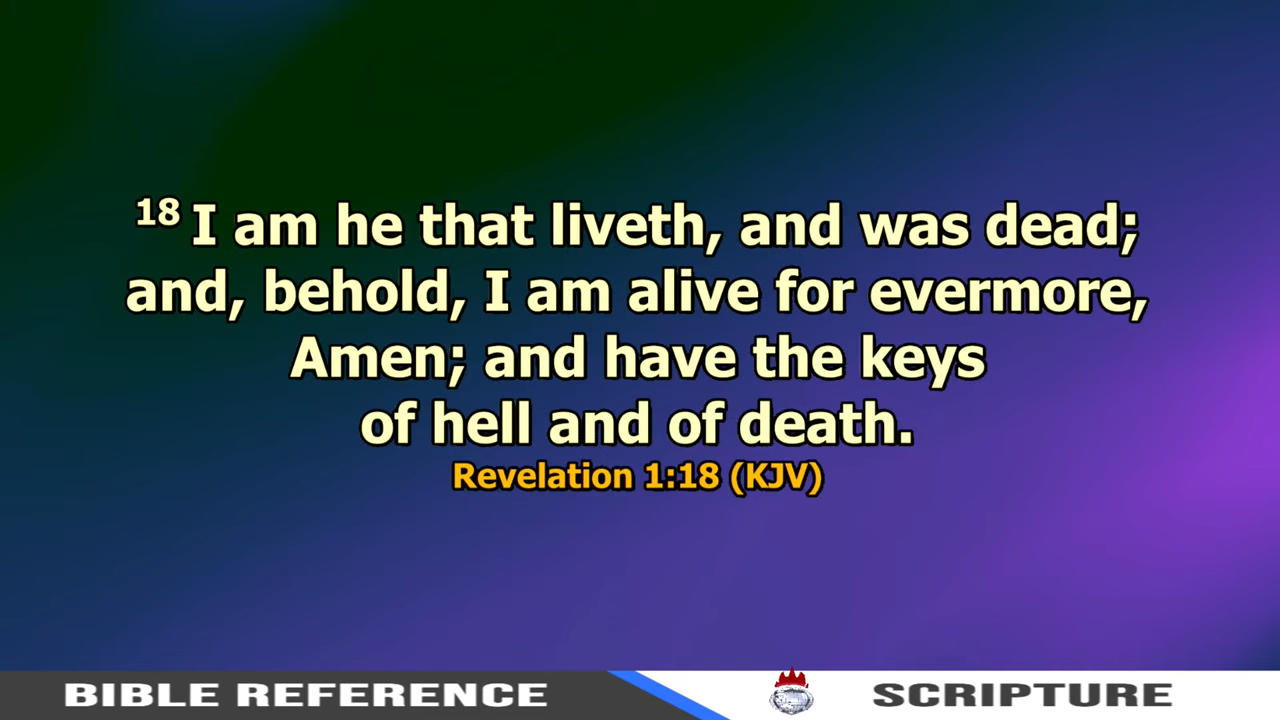 18 I am he that liveth, and was dead;
and, behold, I am alive for evermore,
Amen; and have the keys
of hell and of death.
Revelation 1:18 (KJV)
BIBLE REFERENCE
SCRIPTURE